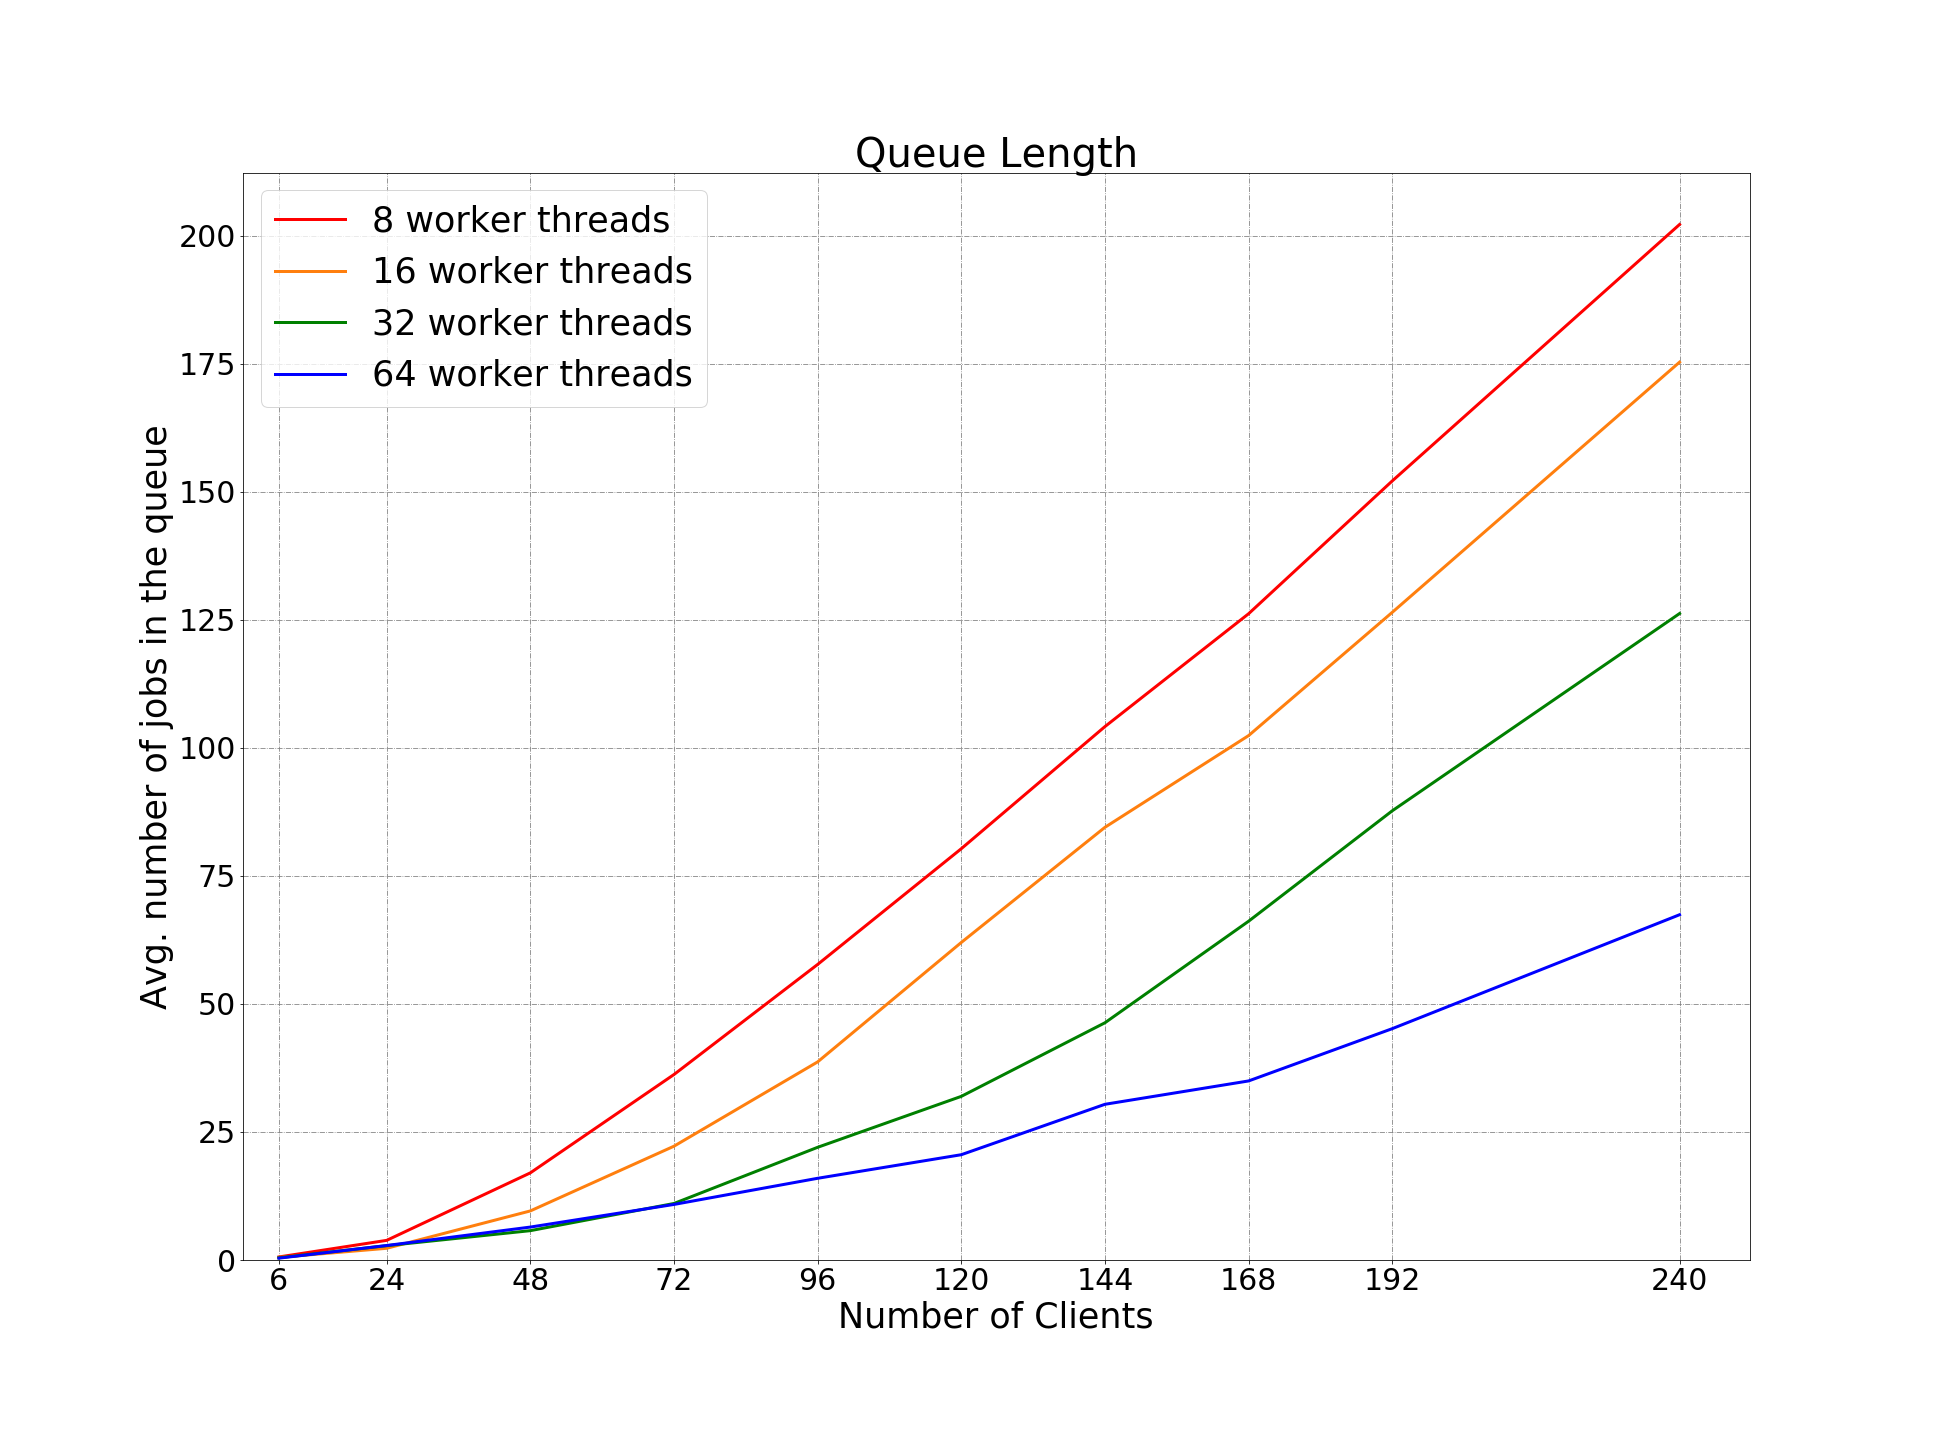 Queue Length
8 worker threads
16 worker threads
32 worker threads
64 worker threads
Avg. number of jobs in the queue
200
175
150
125
100
75
50
25
0
6 24 48 72 96 120 144 168 192 240
Number of Clients